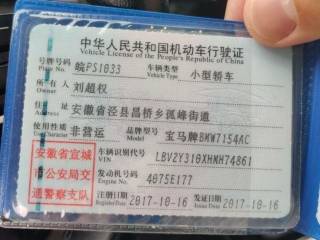 中华人民共和国机动车行驶证
Vehicle License of the People's Republic of China
号牌号码 皖PS1033 车辆类型 小型轿车
Plate No. Vehicle Type
所有人 刘超权
Owner
住址 安徽省泾县昌桥乡孤峰街道
Address
使用性质 非营运 品牌型号 宝马牌BMW7154AC
Use Character Model
安徽省宣城市公安局交通警察支队
车辆识别代号 LBV2Y3109XHMH74861
VIN
发动机号码 4075E177
Engine No.
注册日期 2017-10-16 发证日期 2017-10-16
Register Date Issue Date